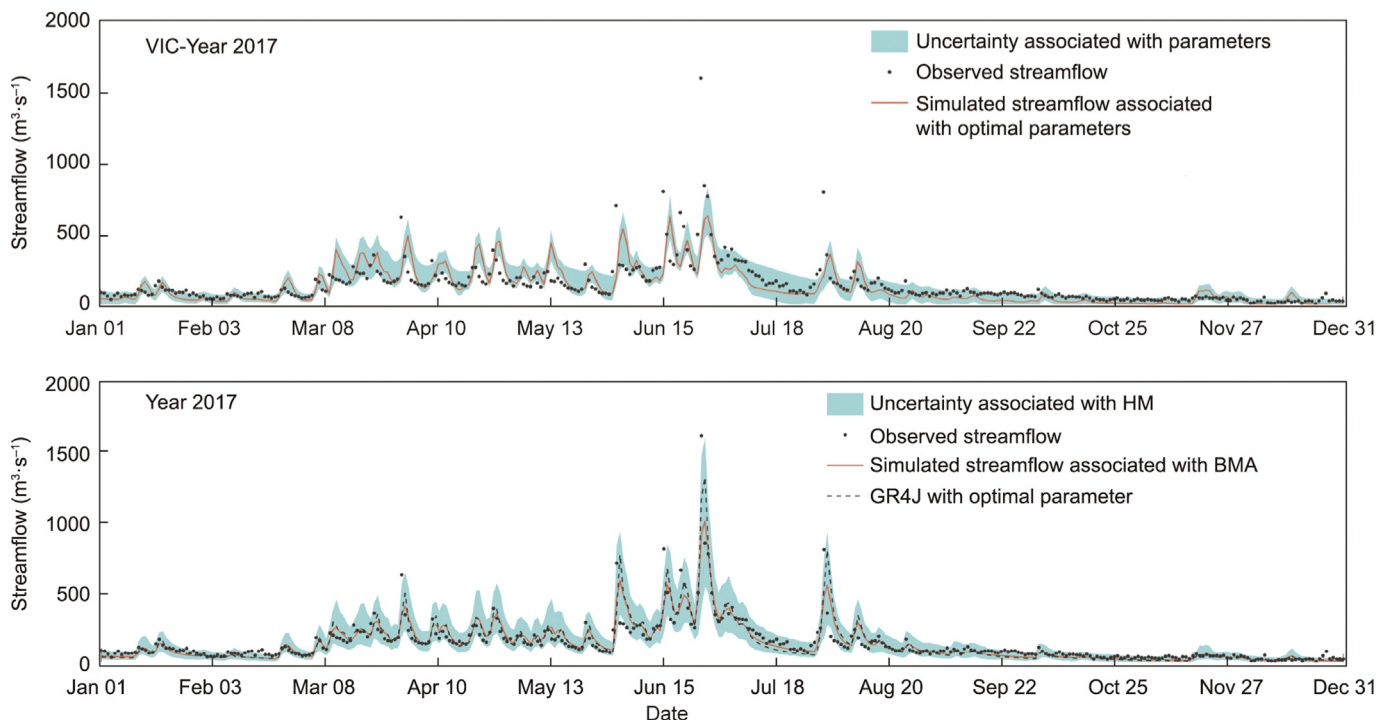 2000
VIC-Year 2017
Uncertainty associated with parameters
Observed streamflow
Simulated streamflow associated
with optimal parameters
1500
1000
500
0
Streamflow (m³·s⁻¹)
Jan 01 Feb 03 Mar 08 Apr 10 May 13 Jun 15 Jul 18 Aug 20 Sep 22 Oct 25 Nov 27 Dec 31
2000
Year 2017
Uncertainty associated with HM
Observed streamflow
Simulated streamflow associated with BMA
GR4J with optimal parameter
1500
1000
500
0
Streamflow (m³·s⁻¹)
Jan 01 Feb 03 Mar 08 Apr 10 May 13 Jun 15 Jul 18 Aug 20 Sep 22 Oct 25 Nov 27 Dec 31
Date